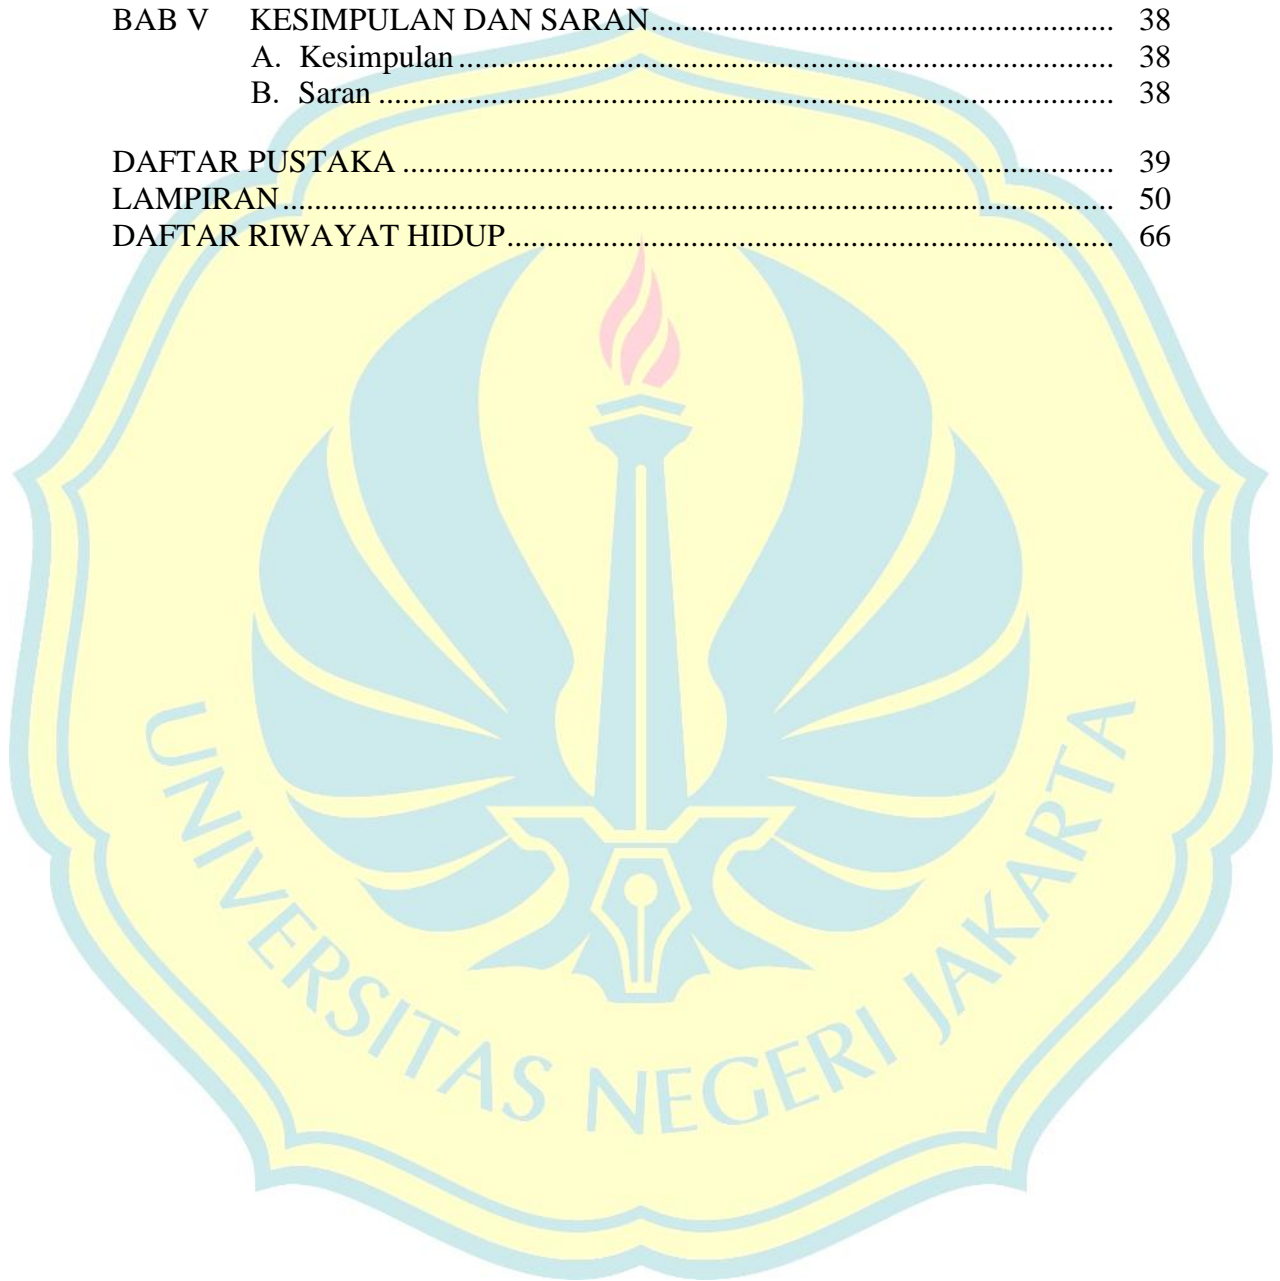 BAB V KESIMPULAN DAN SARAN........................................................ 38
A. Kesimpulan................................................................................ 38
B. Saran .......................................................................................... 38
DAFTAR PUSTAKA ....................................................................................... 39
LAMPIRAN...................................................................................................... 50
DAFTAR RIWAYAT HIDUP.......................................................................... 66
UNIVERSITAS NEGERI JAKARTA